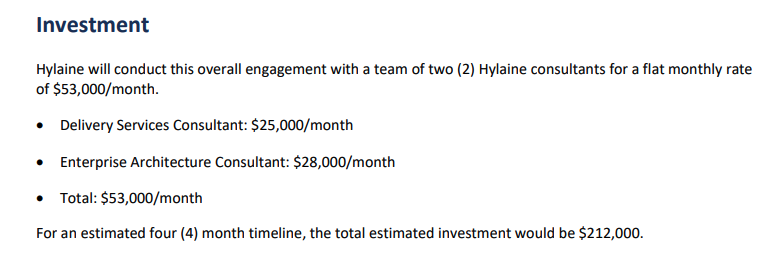 Investment
Hylaine will conduct this overall engagement with a team of two (2) Hylaine consultants for a flat monthly rate
of $53,000/month.
• Delivery Services Consultant: $25,000/month
• Enterprise Architecture Consultant: $28,000/month
• Total: $53,000/month
For an estimated four (4) month timeline, the total estimated investment would be $212,000.